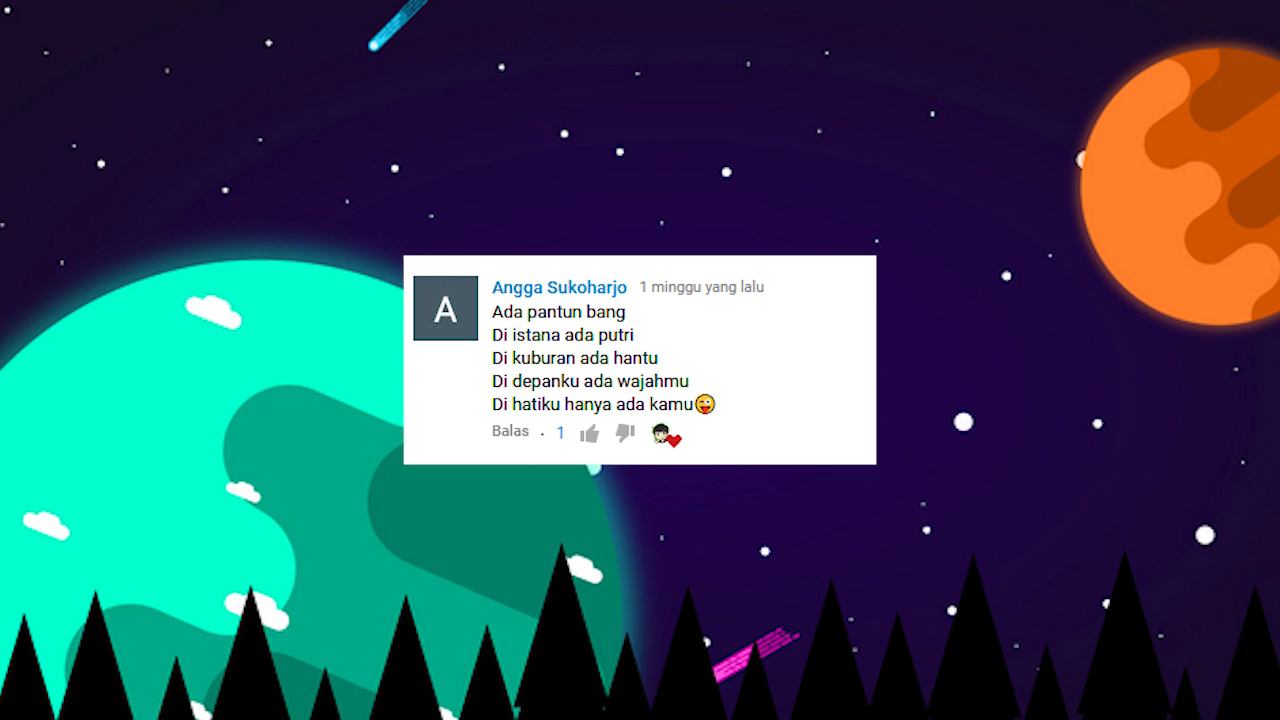 A
Angga Sukoharjo 1 minggu yang lalu
Ada pantun bang
Di istana ada putri
Di kuburan ada hantu
Di depanku ada wajahmu
Di hatiku hanya ada kamu😜
Balas . 1